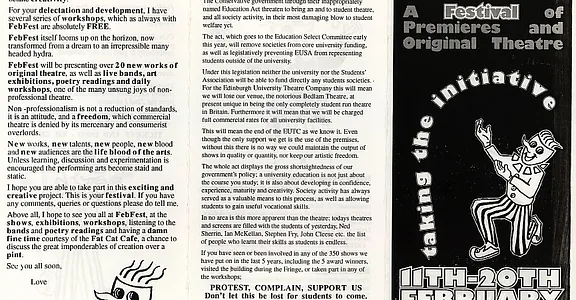 For your delectation and development, I have
several series of workshops, which as always with
FebFest are absolutely FREE.
FebFest itself looms up on the horizon, now
transformed from a dream to an irrepressible many
headed hydra.
FebFest will be presenting over 20 new works of
original theatre, as well as live bands, art
exhibitions, poetry readings and daily
workshops, one of the many unsung joys of non-
professional theatre.
Non -professionalism is not a reduction of standards,
it is an attitude, and a freedom, which commercial
theatre is denied by its mercenary and consumerist
overlords.
New works, new talents, new people, new blood
and new audiences are the life blood of the arts.
Unless learning, discussion and experimentation is
encouraged the performing arts become staid and
static.
I hope you are able to take part in this exciting and
creative project. This is your festival. If you have
any comments, queries or questions please do tell me.
Above all, I hope to see you all at FebFest, at the
shows, exhibitions, workshops, listening to the
bands and poetry readings and having a damn
fine time courtesy of the Fat Cat Cafe, a chance to
discuss the great imponderables of creation over a
pint.
See you all soon,
Love
The Conservative government through their inappropriately
named Education Act threaten to bring an end to student theatre,
and all society activity, in their most damaging blow to student
welfare yet.
The act, which goes to the Education Select Committee early
this year, will remove societies from core university funding,
as well as legislatively preventing EUSA from representing
students outside of the university.
Under this legislation neither the university nor the Students'
Association will be able to fund directly any students societies.
For the Edinburgh University Theatre Company this will mean
we will lose our venue, the notorious Bedlam Theatre, at
present unique in being the only completely student run theatre
in Britain. Furthermore it will mean that we will be charged
full commercial rates for all university facilities.
This will mean the end of the EUTC as we know it. Even
though the only support we get is the use of the premises,
without this there is no way we could maintain the output of
shows in quality or quantity, nor keep our artistic freedom.
The whole act displays the gross shortsightedness of our
government's policy; a university education is not just about
the course you study; it is also about developing in confidence,
experience, maturity and creativity. Society activity has always
served as a valuable means to this process, as well as allowing
students to gain useful vocational skills.
In no area is this more apparent than the theatre; todays theatres
and screens are filled with the students of yesterday, Ned
Sherrin, Ian McKellan, Stephen Fry, John Cleese etc. the list
of people who learnt their skills as students is endless.
If you have seen or been involved in any of the 350 shows we
have put on in the last 5 years, including the 5 award winners,
visited the building during the Fringe, or taken part in any of
the workshops;
PROTEST, COMPLAIN, SUPPORT US
Don't let this be lost for students to come.
A Festival of
Premieres and
Original Theatre
taking the initiative
11TH-20TH
FEBRUARY